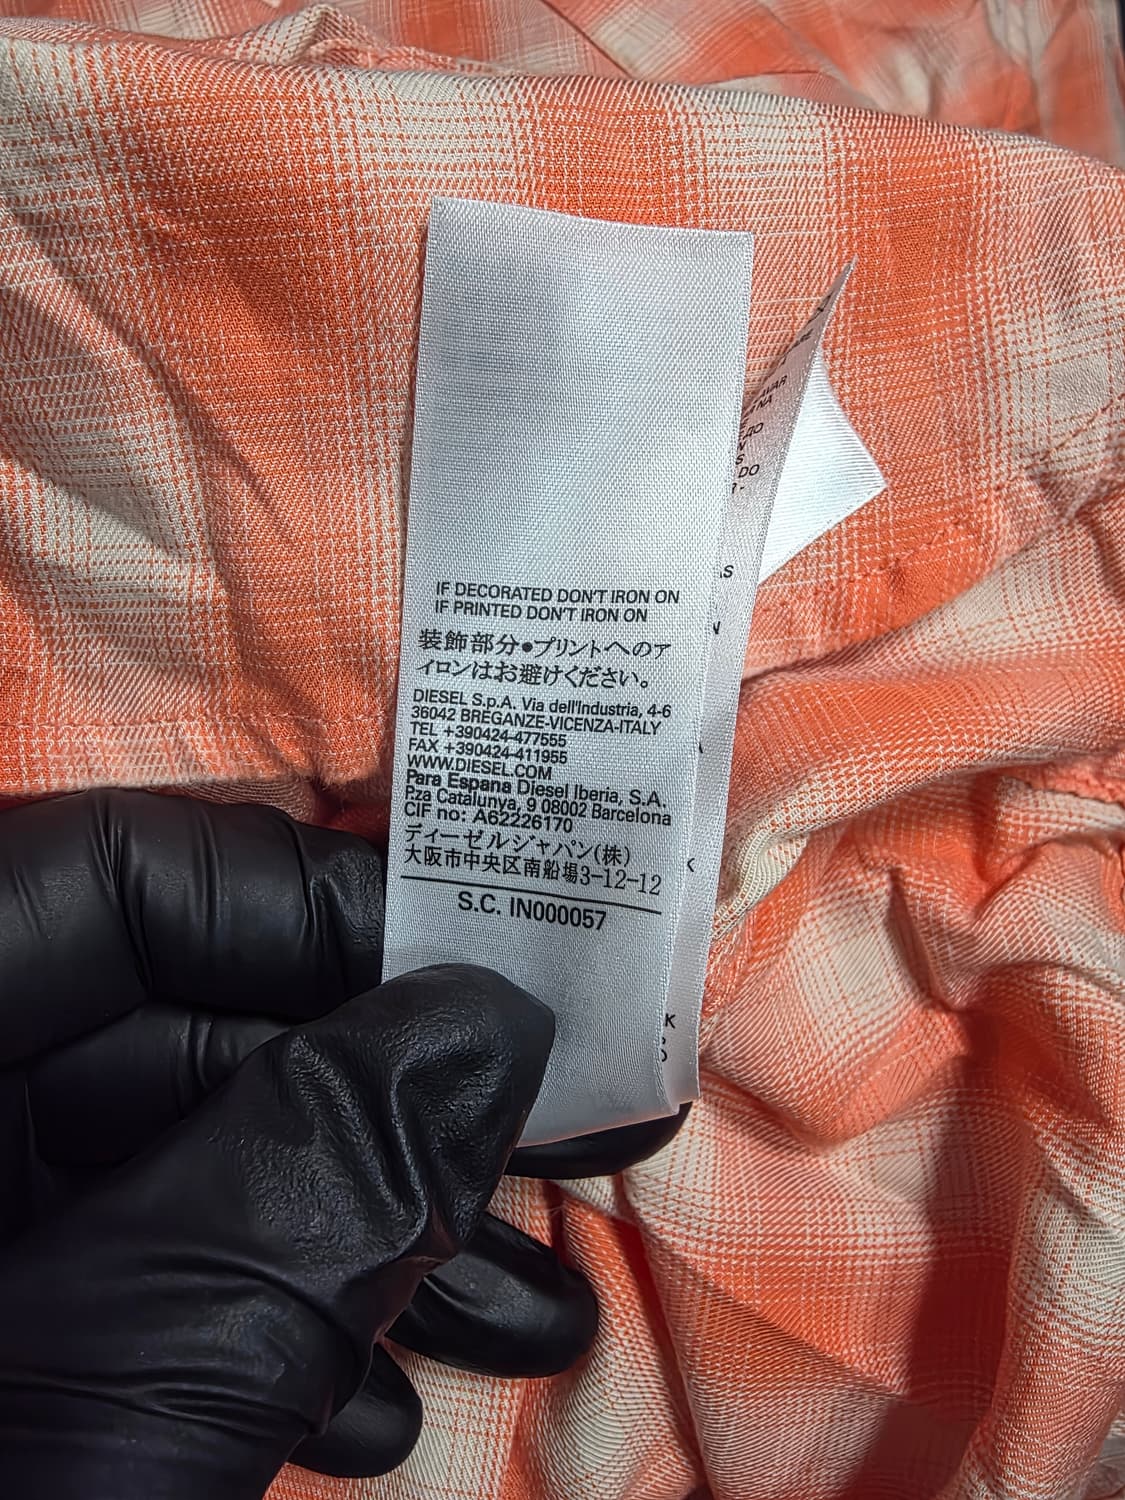 IF DECORATED DON'T IRON ON
IF PRINTED DON'T IRON ON
装飾部分●プリントへのア
イロンはお避けください。
DIESEL S.p.A. Via dell'Industria, 4-6
36042 BREGANZE-VICENZA-ITALY
TEL +390424-477555
FAX +390424-411955
WWW.DIESEL.COM
Para Espana Diesel Iberia, S.A.
P.za Catalunya, 9 08002 Barcelona
CIF no: A62226170
ディーゼルジャパン(株)
大阪市中央区南船場3-12-12
S.C. IN000057
DO